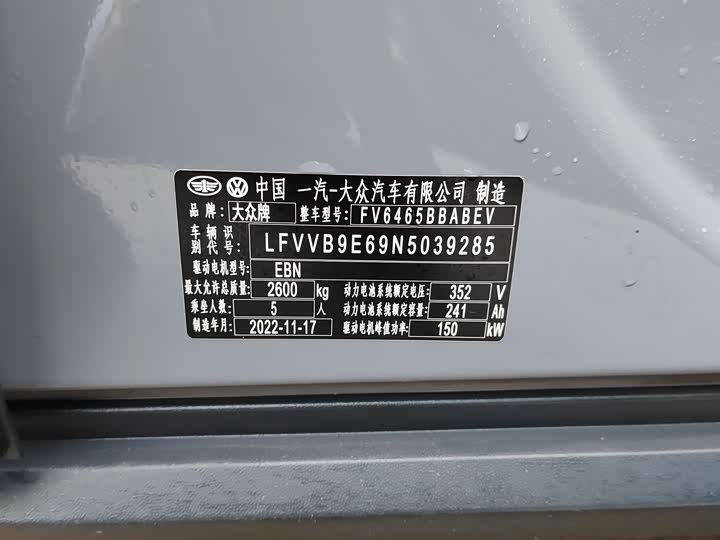 中国 一汽-大众汽车有限公司 制造
品牌: 大众牌 整车型号: FV6465BBABEV
车辆识别代号: LFVVB9E69N5039285
驱动电机型号: EBN
最大允许总质量: 2600 kg 动力电池系统额定电压: 352 V
乘坐人数: 5 人 动力电池系统额定容量: 241 Ah
制造年月: 2022-11-17 驱动电机峰值功率: 150 kW